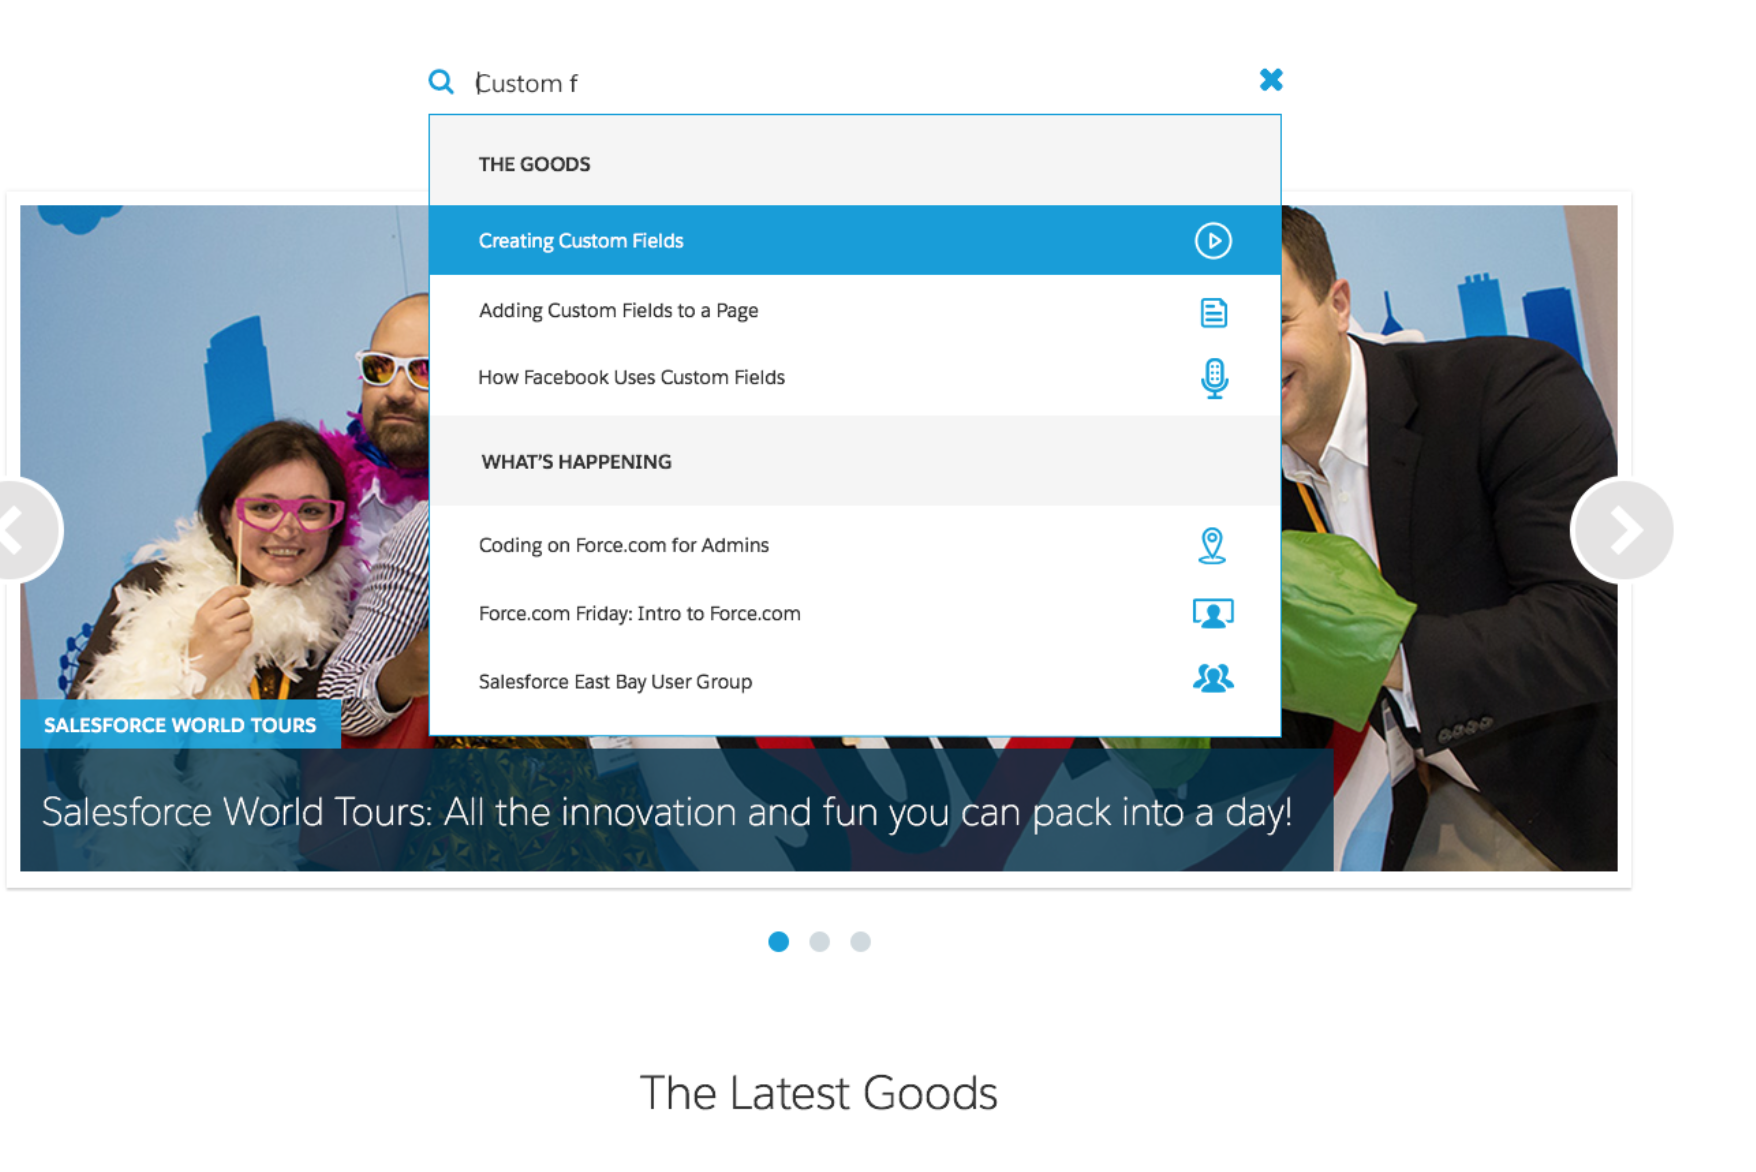 Custom f
THE GOODS
Creating Custom Fields
Adding Custom Fields to a Page
How Facebook Uses Custom Fields
WHAT'S HAPPENING
Coding on Force.com for Admins
Force.com Friday: Intro to Force.com
Salesforce East Bay User Group
SALESFORCE WORLD TOURS
Salesforce World Tours: All the innovation and fun you can pack into a day!
The Latest Goods